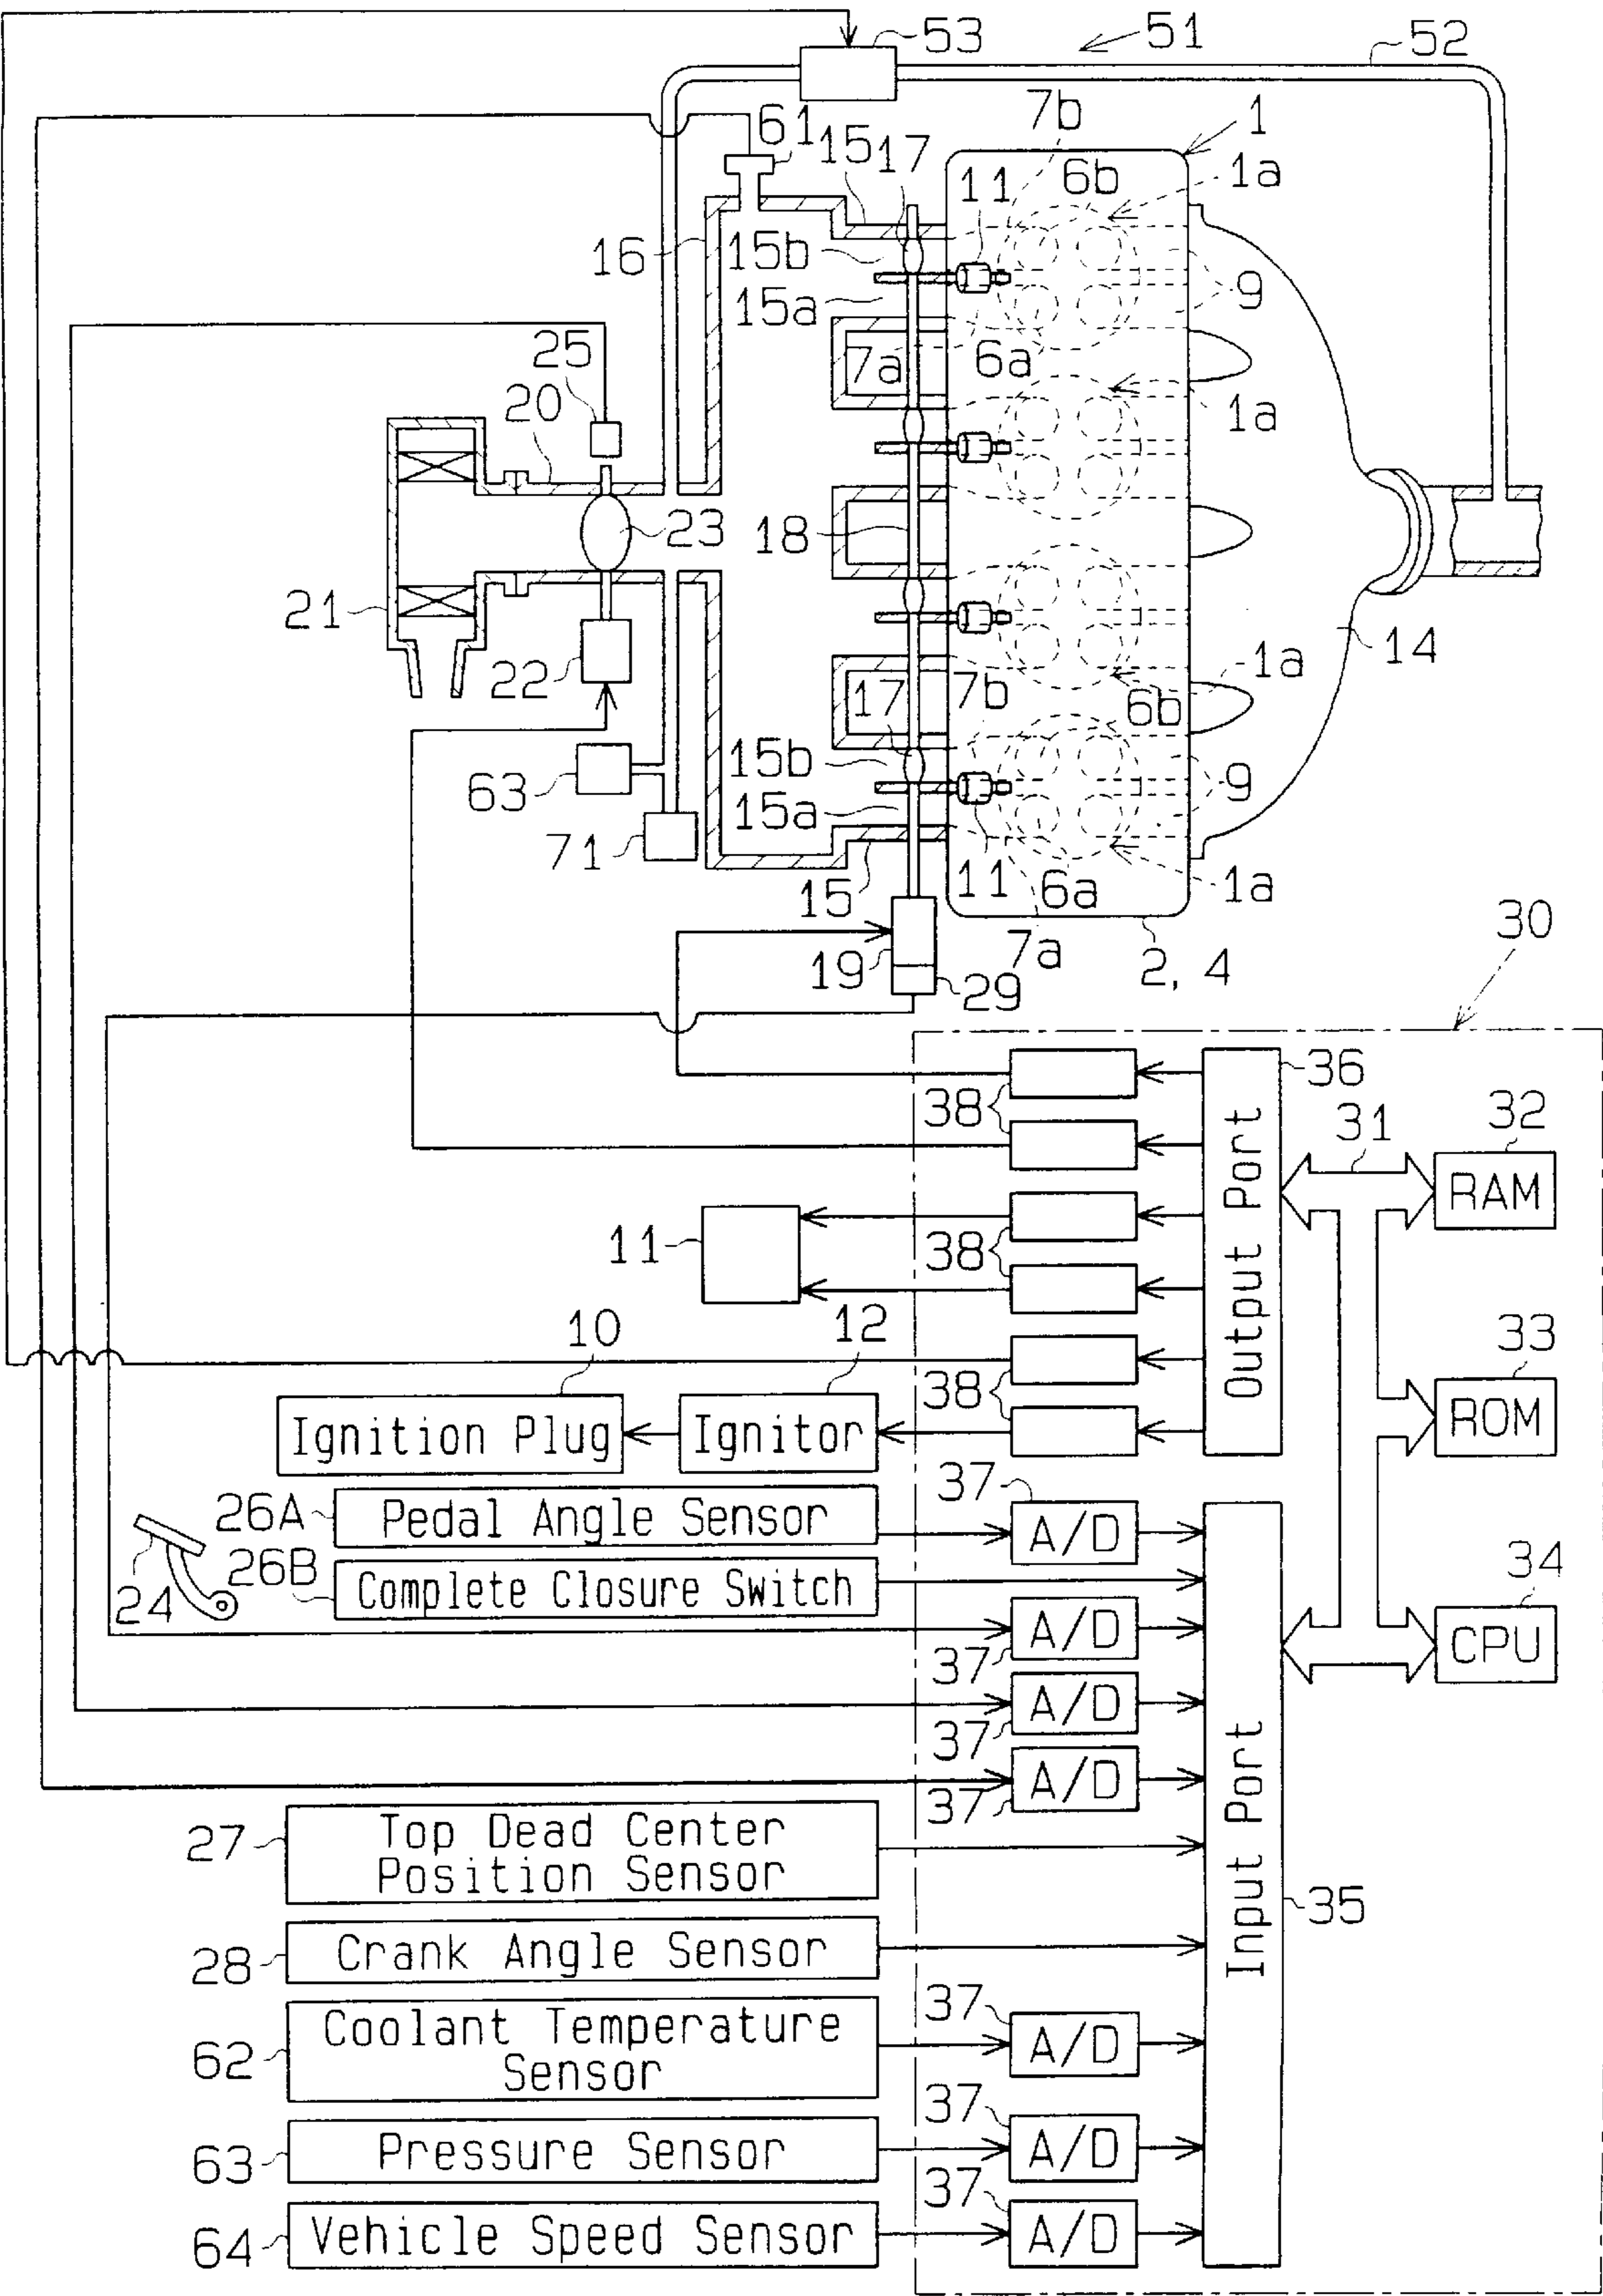 53
51
52
61
15
17
7b
1
11
6b
1a
16
15b
15a
9
7a
6a
25
20
1a
23
18
21
22
14
1a
17
7b
6b
63
15b
9
15a
71
11
6a
1a
15
7a
19
29
2, 4
30
36
38
31
32
RAM
11
38
Output Port
10
12
33
38
ROM
Ignition Plug
Ignitor
37
26A
Pedal Angle Sensor
A/D
24
26B
Complete Closure Switch
34
A/D
CPU
37
A/D
37
A/D
37
Input Port
27
Top Dead Center
Position Sensor
35
28
Crank Angle Sensor
37
62
Coolant Temperature
Sensor
A/D
37
63
Pressure Sensor
A/D
37
64
Vehicle Speed Sensor
A/D